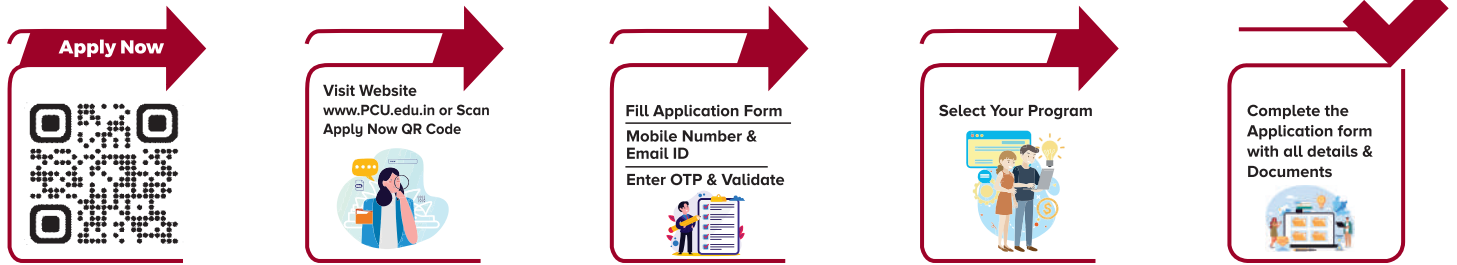 Apply Now
Visit Website
www.PCU.edu.in or Scan
Apply Now QR Code
Fill Application Form
Mobile Number &
Email ID
Enter OTP & Validate
Select Your Program
Complete the
Application form
with all details &
Documents